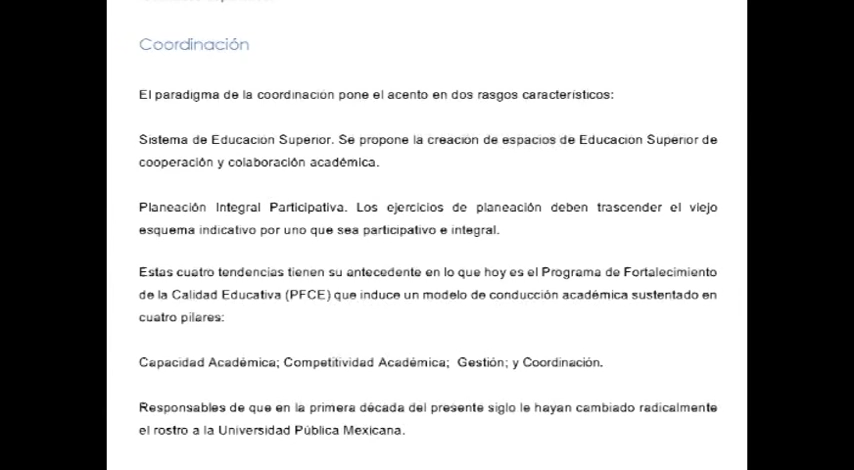 Coordinación
El paradigma de la coordinación pone el acento en dos rasgos característicos:
Sistema de Educación Superior. Se propone la creación de espacios de Educación Superior de
cooperación y colaboración académica.
Planeación Integral Participativa. Los ejercicios de planeación deben trascender el viejo
esquema indicativo por uno que sea participativo e integral.
Estas cuatro tendencias tienen su antecedente en lo que hoy es el Programa de Fortalecimiento
de la Calidad Educativa (PFCE) que induce un modelo de conducción académica sustentado en
cuatro pilares:
Capacidad Académica; Competitividad Académica; Gestión; y Coordinación.
Responsables de que en la primera década del presente siglo le hayan cambiado radicalmente
el rostro a la Universidad Pública Mexicana.